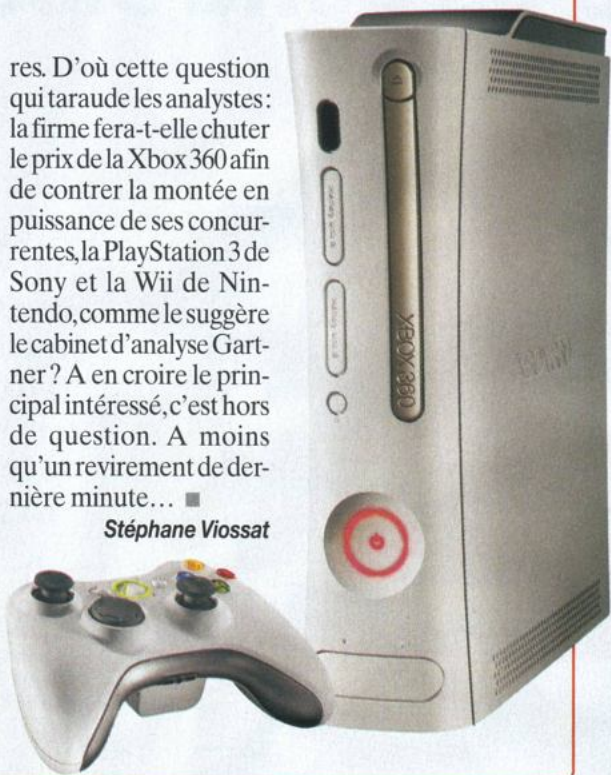 res. D'où cette question
qui taraude les analystes :
la firme fera-t-elle chuter
le prix de la Xbox 360 afin
de contrer la montée en
puissance de ses concur-
rentes, la PlayStation 3 de
Sony et la Wii de Nin-
tendo, comme le suggère
le cabinet d'analyse Gart-
ner ? A en croire le prin-
cipal intéressé, c'est hors
de question. A moins
qu'un revirement de der-
nière minute… ■
Stéphane Viossat
XBOX 360